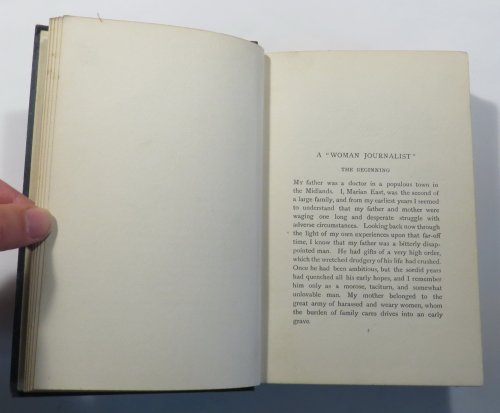 A "WOMAN JOURNALIST"
THE BEGINNING
MY father was a doctor in a populous town in
the Midlands. I, Marian East, was the second of
a large family, and from my earliest years I seemed
to understand that my father and mother were
waging one long and desperate struggle with
adverse circumstances. Looking back now through
the light of my own experiences upon that far-off
time, I know that my father was a bitterly disap-
pointed man. He had gifts of a very high order,
which the wretched drudgery of his life had crushed.
Once he had been ambitious, but the sordid years
had quenched all his early hopes, and I remember
him only as a morose, taciturn, and somewhat
unlovable man. My mother belonged to the
great army of harassed and weary women, whom
the burden of family cares drives into an early
grave.